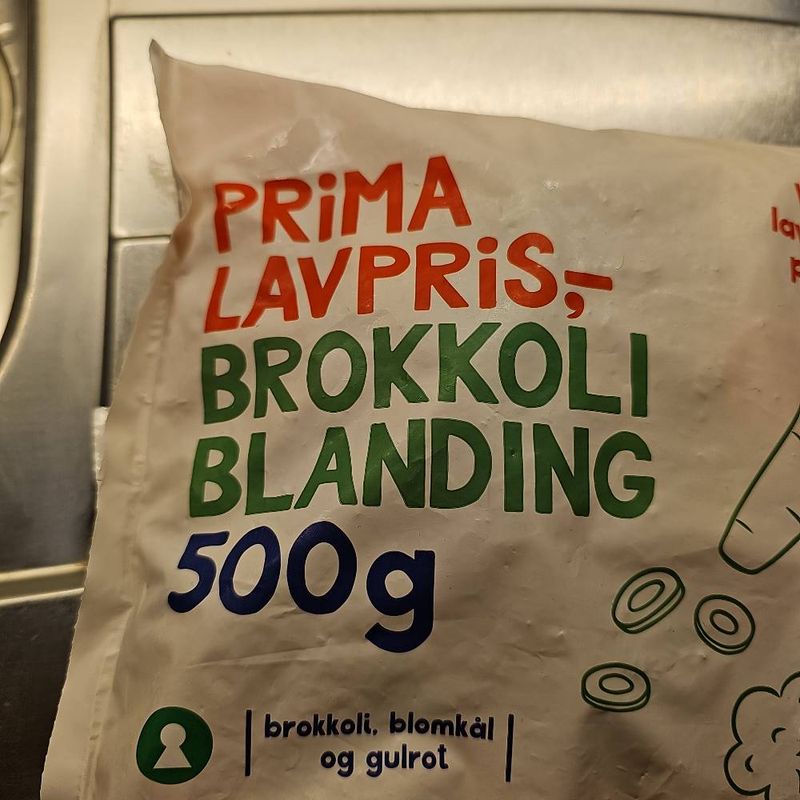 PRiMA
LAVPRiS,-
BROKKOLI
BLANDING
500g
brokkoli, blomkål
og gulrot